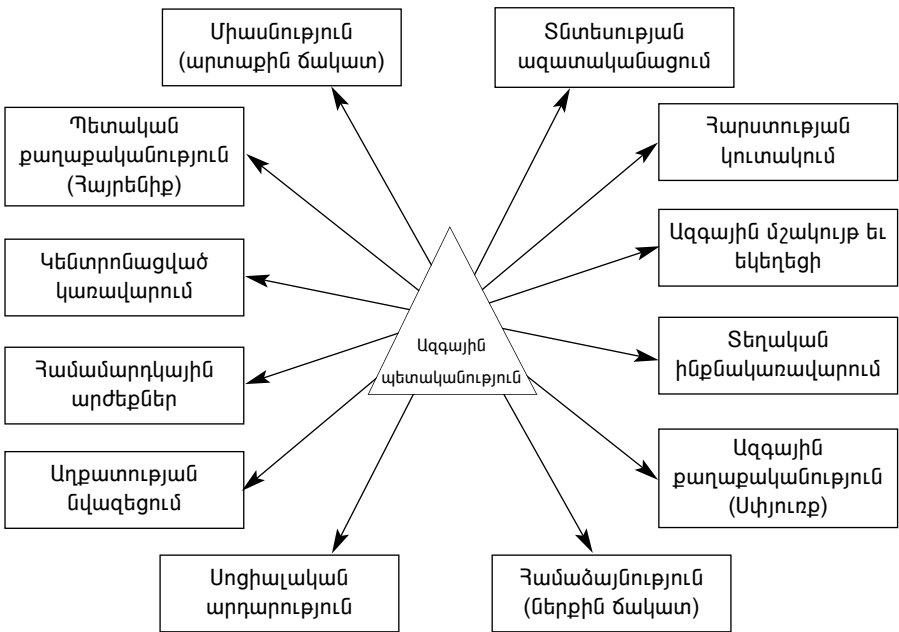 Միասնություն
(արտաքին ճակատ)
Տնտեսության
ազատականացում
Պետական
քաղաքականություն
(Հայրենիք)
Հարստության
կուտակում
Ազգային մշակույթ եւ
եկեղեցի
Կենտրոնացված
կառավարում
Ազգային
պետականություն
Տեղական
ինքնակառավարում
Համամարդկային
արժեքներ
Աղքատության
նվազեցում
Ազգային
քաղաքականություն
(Սփյուռք)
Սոցիալական
արդարություն
Համաձայնություն
(ներքին ճակատ)